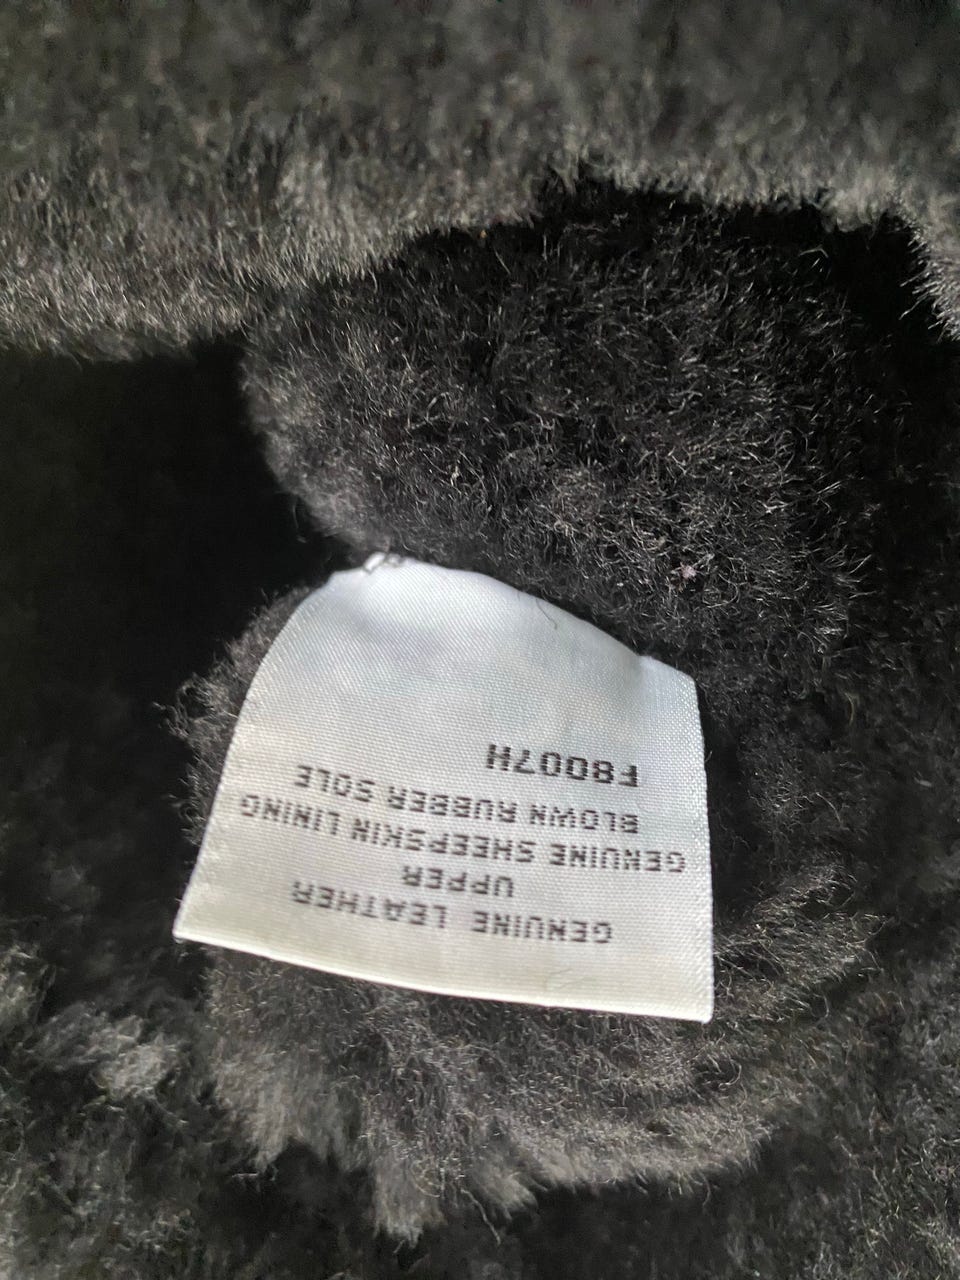 GENUINE LEATHER
UPPER
GENUINE SHEEPSKIN LINING
BLOWN RUBBER SOLE
F8007H